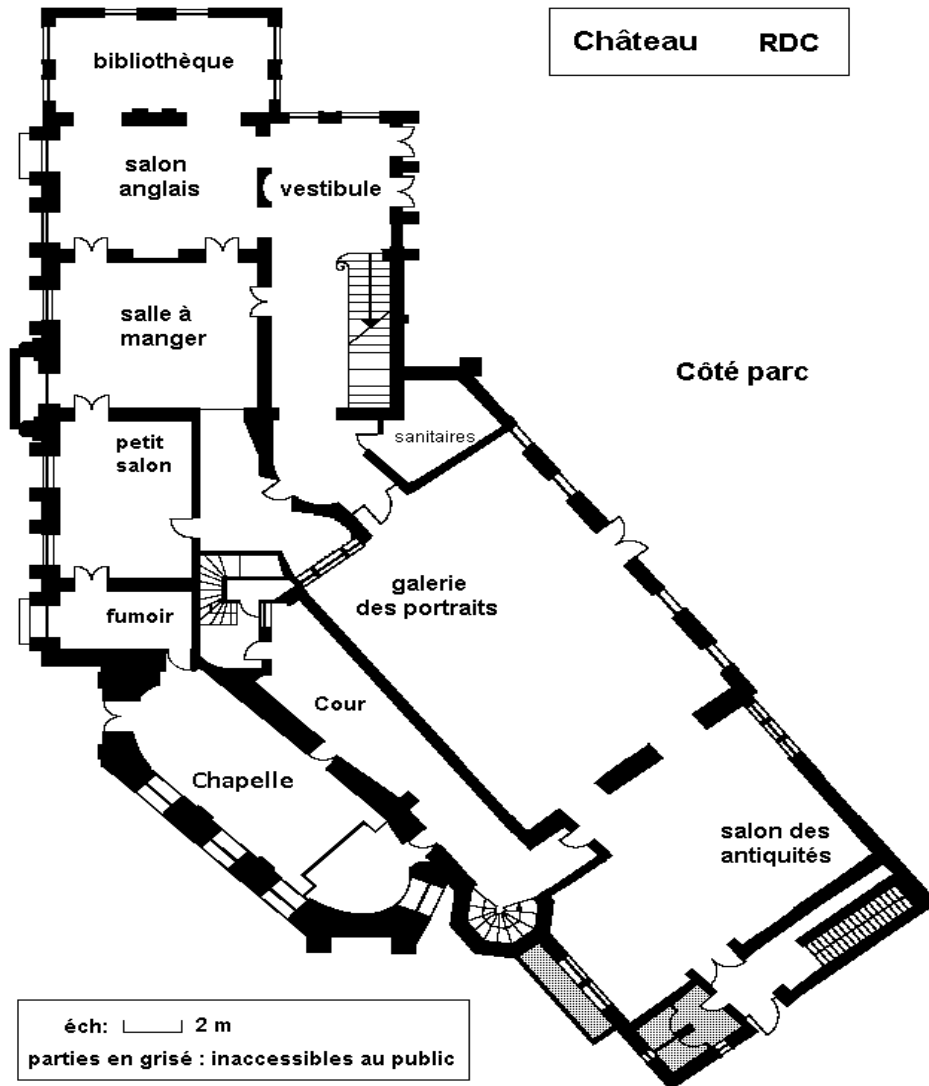 Château RDC
bibliothèque
salon
anglais
vestibule
salle à
manger
Côté parc
petit
salon
sanitaires
galerie
des portraits
fumoir
Cour
Chapelle
salon des
antiquités
éch: 2 m
parties en grisé : inaccessibles au public